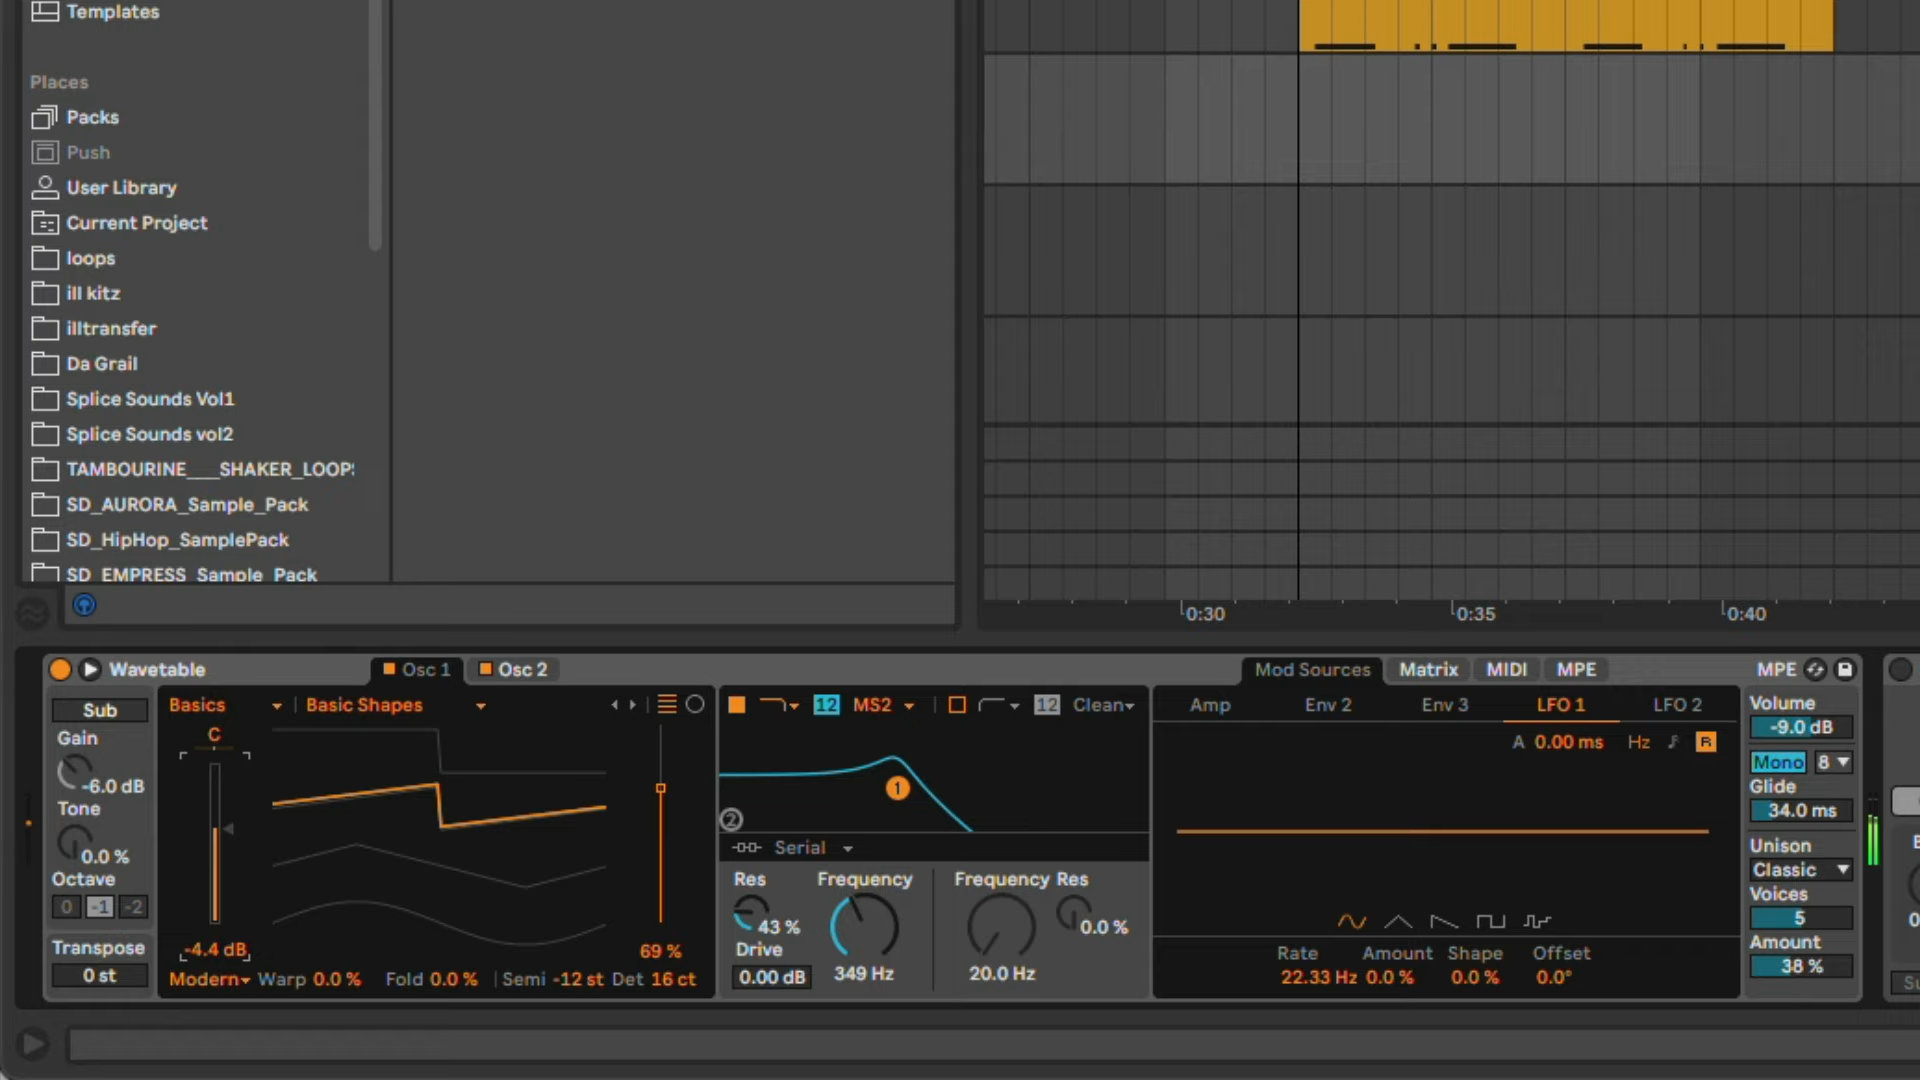 Templates
Places
Packs
Push
User Library
Current Project
loops
ill kitz
illtransfer
Da Grail
Splice Sounds Vol1
Splice Sounds vol2
TAMBOURINE___SHAKER_LOOPS
SD_AURORA_Sample_Pack
SD_HipHop_SamplePack
SD_EMPRESS_Sample_Pack
0:30 0:35 0:40
Wavetable Osc 1 Osc 2 Mod Sources Matrix MIDI MPE MPE
Sub
Gain
-6.0 dB
Tone
0.0 %
Octave
0 -1 -2
Transpose
0 st
Basics Basic Shapes
C
-4.4 dB 69 %
Modern Warp 0.0 % Fold 0.0 % Semi -12 st Det 16 ct
12 MS2 12 Clean
1
2
Serial
Res Frequency Frequency Res
43 % 0.0 %
Drive
0.00 dB 349 Hz 20.0 Hz
Amp Env 2 Env 3 LFO 1 LFO 2
A 0.00 ms Hz R
Rate Amount Shape Offset
22.33 Hz 0.0 % 0.0 % 0.0°
Volume
-9.0 dB
Mono 8
Glide
34.0 ms
Unison
Classic
Voices
5
Amount
38 %